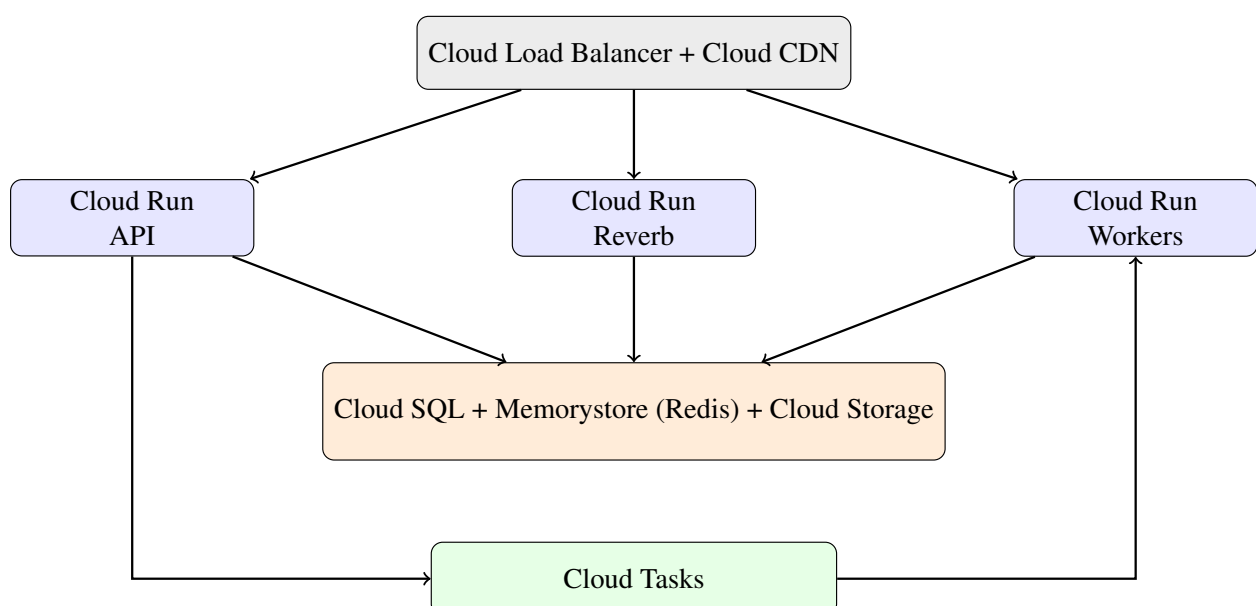 Cloud Load Balancer + Cloud CDN
Cloud Run
API
Cloud Run
Reverb
Cloud Run
Workers
Cloud SQL + Memorystore (Redis) + Cloud Storage
Cloud Tasks